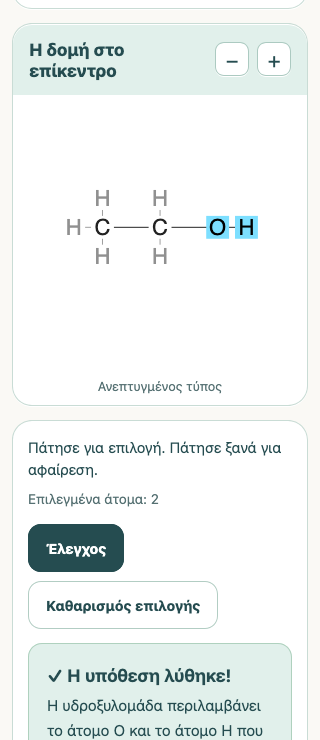 Η δομή στο
επίκεντρο
− +
H H
H C C O H
H H
Ανεπτυγμένος τύπος
Πάτησε για επιλογή. Πάτησε ξανά για
αφαίρεση.
Επιλεγμένα άτομα: 2
Έλεγχος
Καθαρισμός επιλογής
✓ Η υπόθεση λύθηκε!
Η υδροξυλομάδα περιλαμβάνει
το άτομο O και το άτομο H που